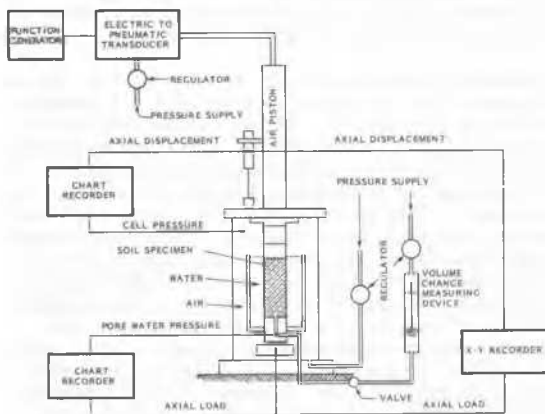 FUNCTION
GENERATOR
ELECTRIC TO
PNEUMATIC
TRANSDUCER
REGULATOR
PRESSURE SUPPLY
AIR PISTON
AXIAL DISPLACEMENT
AXIAL DISPLACEMENT
CHART
RECORDER
PRESSURE SUPPLY
CELL PRESSURE
SOIL SPECIMEN
WATER
AIR
REGULATOR
VOLUME
CHANGE
MEASURING
DEVICE
PORE WATER PRESSURE
CHART
RECORDER
X-Y RECORDER
VALVE
AXIAL LOAD
AXIAL LOAD